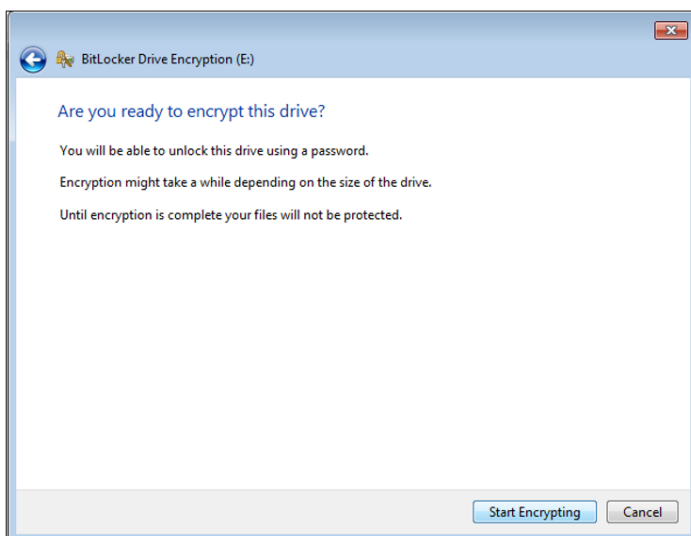 BitLocker Drive Encryption (E:)
Are you ready to encrypt this drive?
You will be able to unlock this drive using a password.
Encryption might take a while depending on the size of the drive.
Until encryption is complete your files will not be protected.
Start Encrypting Cancel